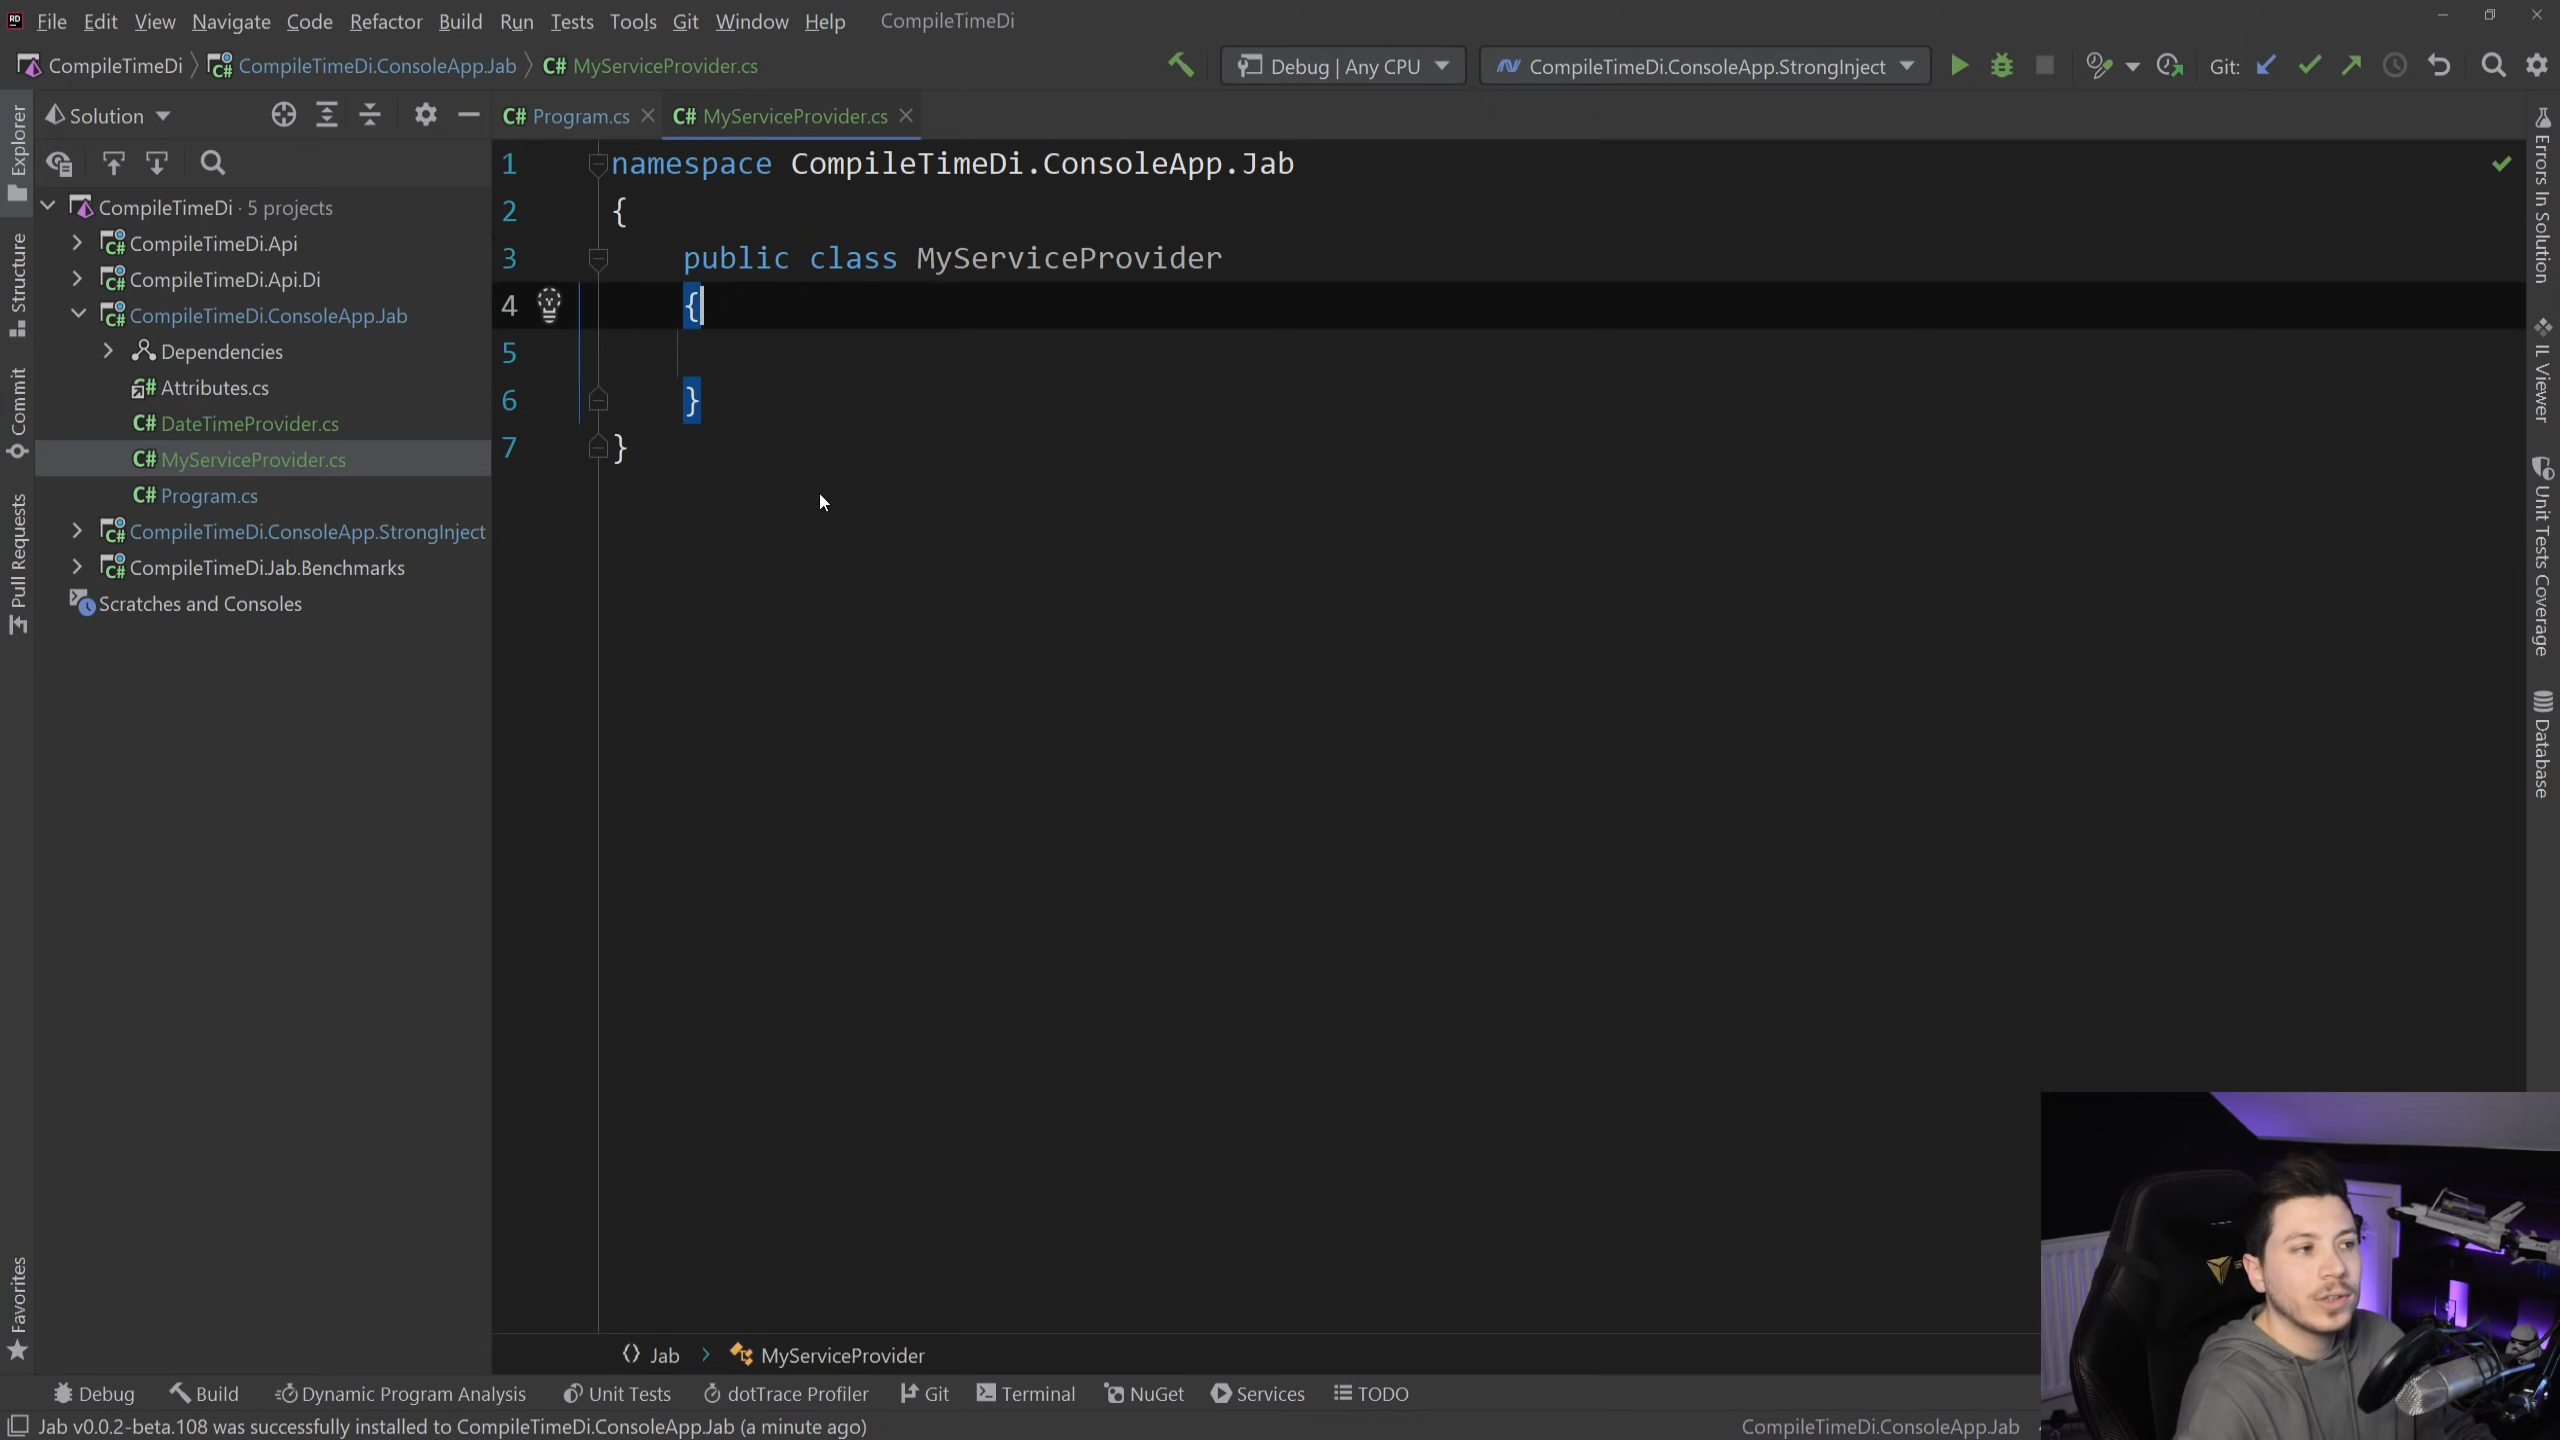 RD File Edit View Navigate Code Refactor Build Run Tests Tools Git Window Help CompileTimeDi
CompileTimeDi CompileTimeDi.ConsoleApp.Jab C# MyServiceProvider.cs Debug | Any CPU CompileTimeDi.ConsoleApp.StrongInject Git:
Solution
C# Program.cs C# MyServiceProvider.cs
Explorer
Structure
Commit
Pull Requests
Favorites
CompileTimeDi · 5 projects
C# CompileTimeDi.Api
C# CompileTimeDi.Api.Di
C# CompileTimeDi.ConsoleApp.Jab
Dependencies
C# Attributes.cs
C# DateTimeProvider.cs
C# MyServiceProvider.cs
C# Program.cs
C# CompileTimeDi.ConsoleApp.StrongInject
C# CompileTimeDi.Jab.Benchmarks
Scratches and Consoles
1 namespace CompileTimeDi.ConsoleApp.Jab
2 {
3 public class MyServiceProvider
4 {
5
6 }
7 }
Errors In Solution
IL Viewer
Unit Tests Coverage
Database
Jab MyServiceProvider
Debug Build Dynamic Program Analysis Unit Tests dotTrace Profiler Git Terminal NuGet Services TODO
Jab v0.0.2-beta.108 was successfully installed to CompileTimeDi.ConsoleApp.Jab (a minute ago) CompileTimeDi.ConsoleApp.Jab